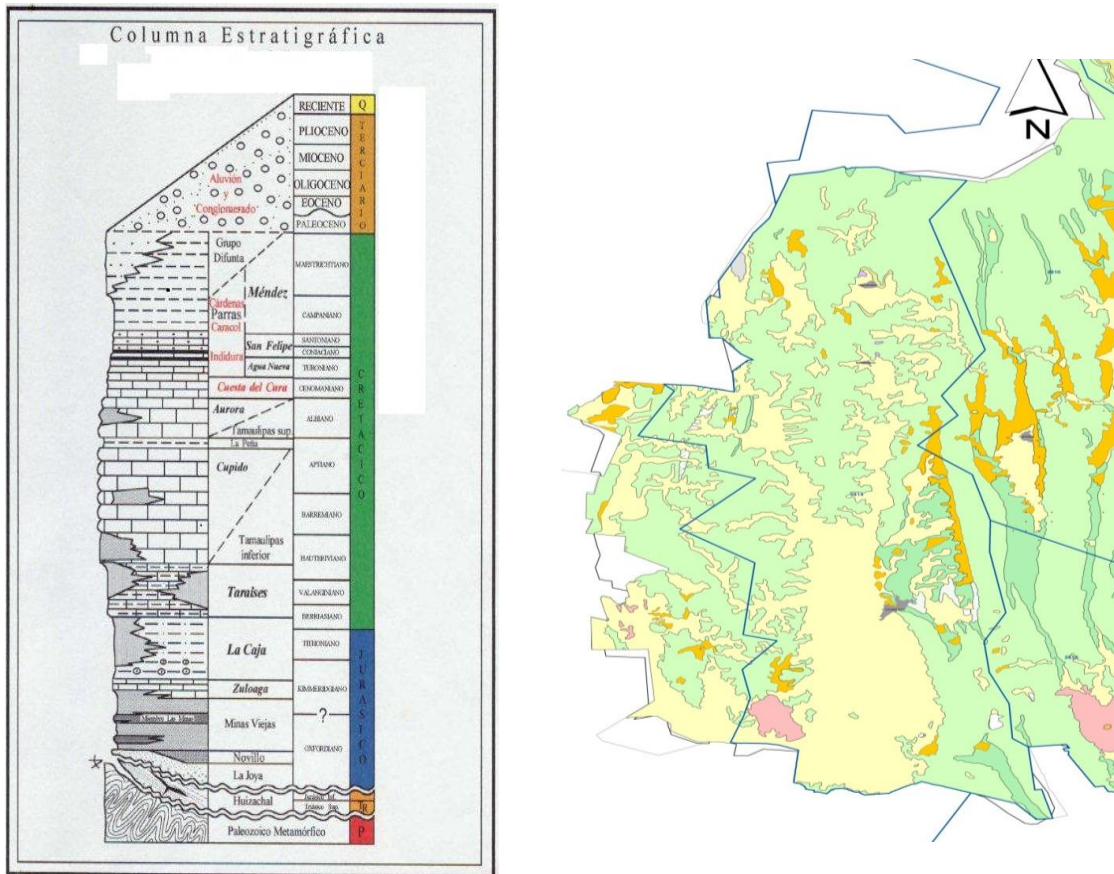 Columna Estratigráfica
RECIENTE
Q
PLIOCENO
MIOCENO
OLIGOCENO
EOCENO
PALEOCENO
TERCIARIO
Aluvión
y
Conglomerado
Grupo
Difunta
MAESTRICHTIANO
Méndez
Cárdenas
Parras
CAMPANIANO
Caracol
SANTONIANO
San Felipe
CONIACIANO
Indidura
Agua Nueva
TURONIANO
Cuesta del Cura
CENOMANIANO
Aurora
ALBIANO
Tamaulipas sup.
La Peña
Cupido
APTIANO
BARREMIANO
Tamaulipas
inferior
HAUTERIVIANO
Taraises
VALANGINIANO
BERRIASIANO
CRETACICO
La Caja
TITHONIANO
Zuloaga
KIMMERIDGIANO
Minas Viejas
?
OXFORDIANO
Novillo
La Joya
JURASICO
Huizachal
TR
Paleozoico Metamórfico
P
N